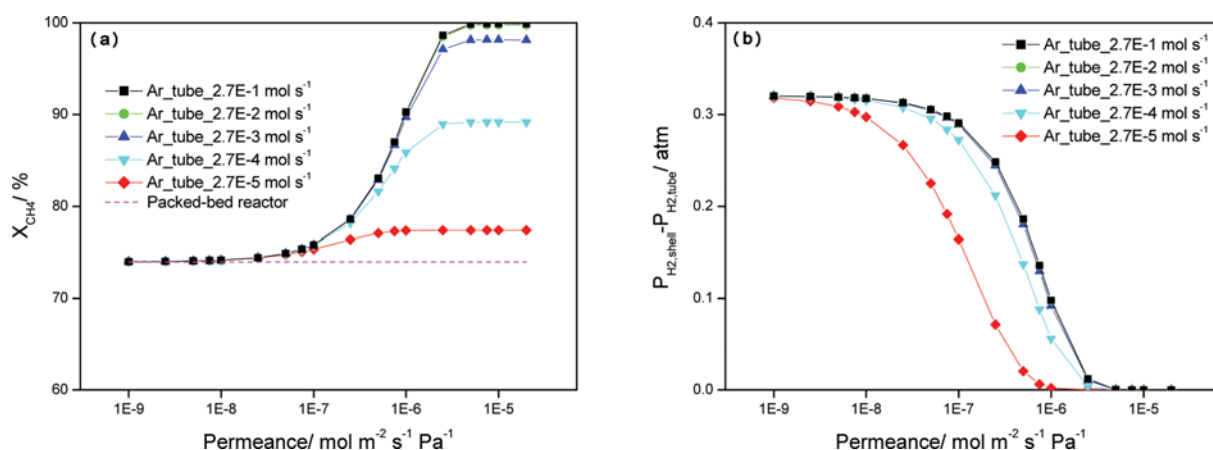 (a)
100
90
80
70
60
X_CH4/ %
Ar_tube_2.7E-1 mol s⁻¹
Ar_tube_2.7E-2 mol s⁻¹
Ar_tube_2.7E-3 mol s⁻¹
Ar_tube_2.7E-4 mol s⁻¹
Ar_tube_2.7E-5 mol s⁻¹
Packed-bed reactor
1E-9 1E-8 1E-7 1E-6 1E-5
Permeance/ mol m⁻² s⁻¹ Pa⁻¹
(b)
0.4
0.3
0.2
0.1
0.0
P_H2,shell-P_H2,tube/ atm
Ar_tube_2.7E-1 mol s⁻¹
Ar_tube_2.7E-2 mol s⁻¹
Ar_tube_2.7E-3 mol s⁻¹
Ar_tube_2.7E-4 mol s⁻¹
Ar_tube_2.7E-5 mol s⁻¹
1E-9 1E-8 1E-7 1E-6 1E-5
Permeance/ mol m⁻² s⁻¹ Pa⁻¹